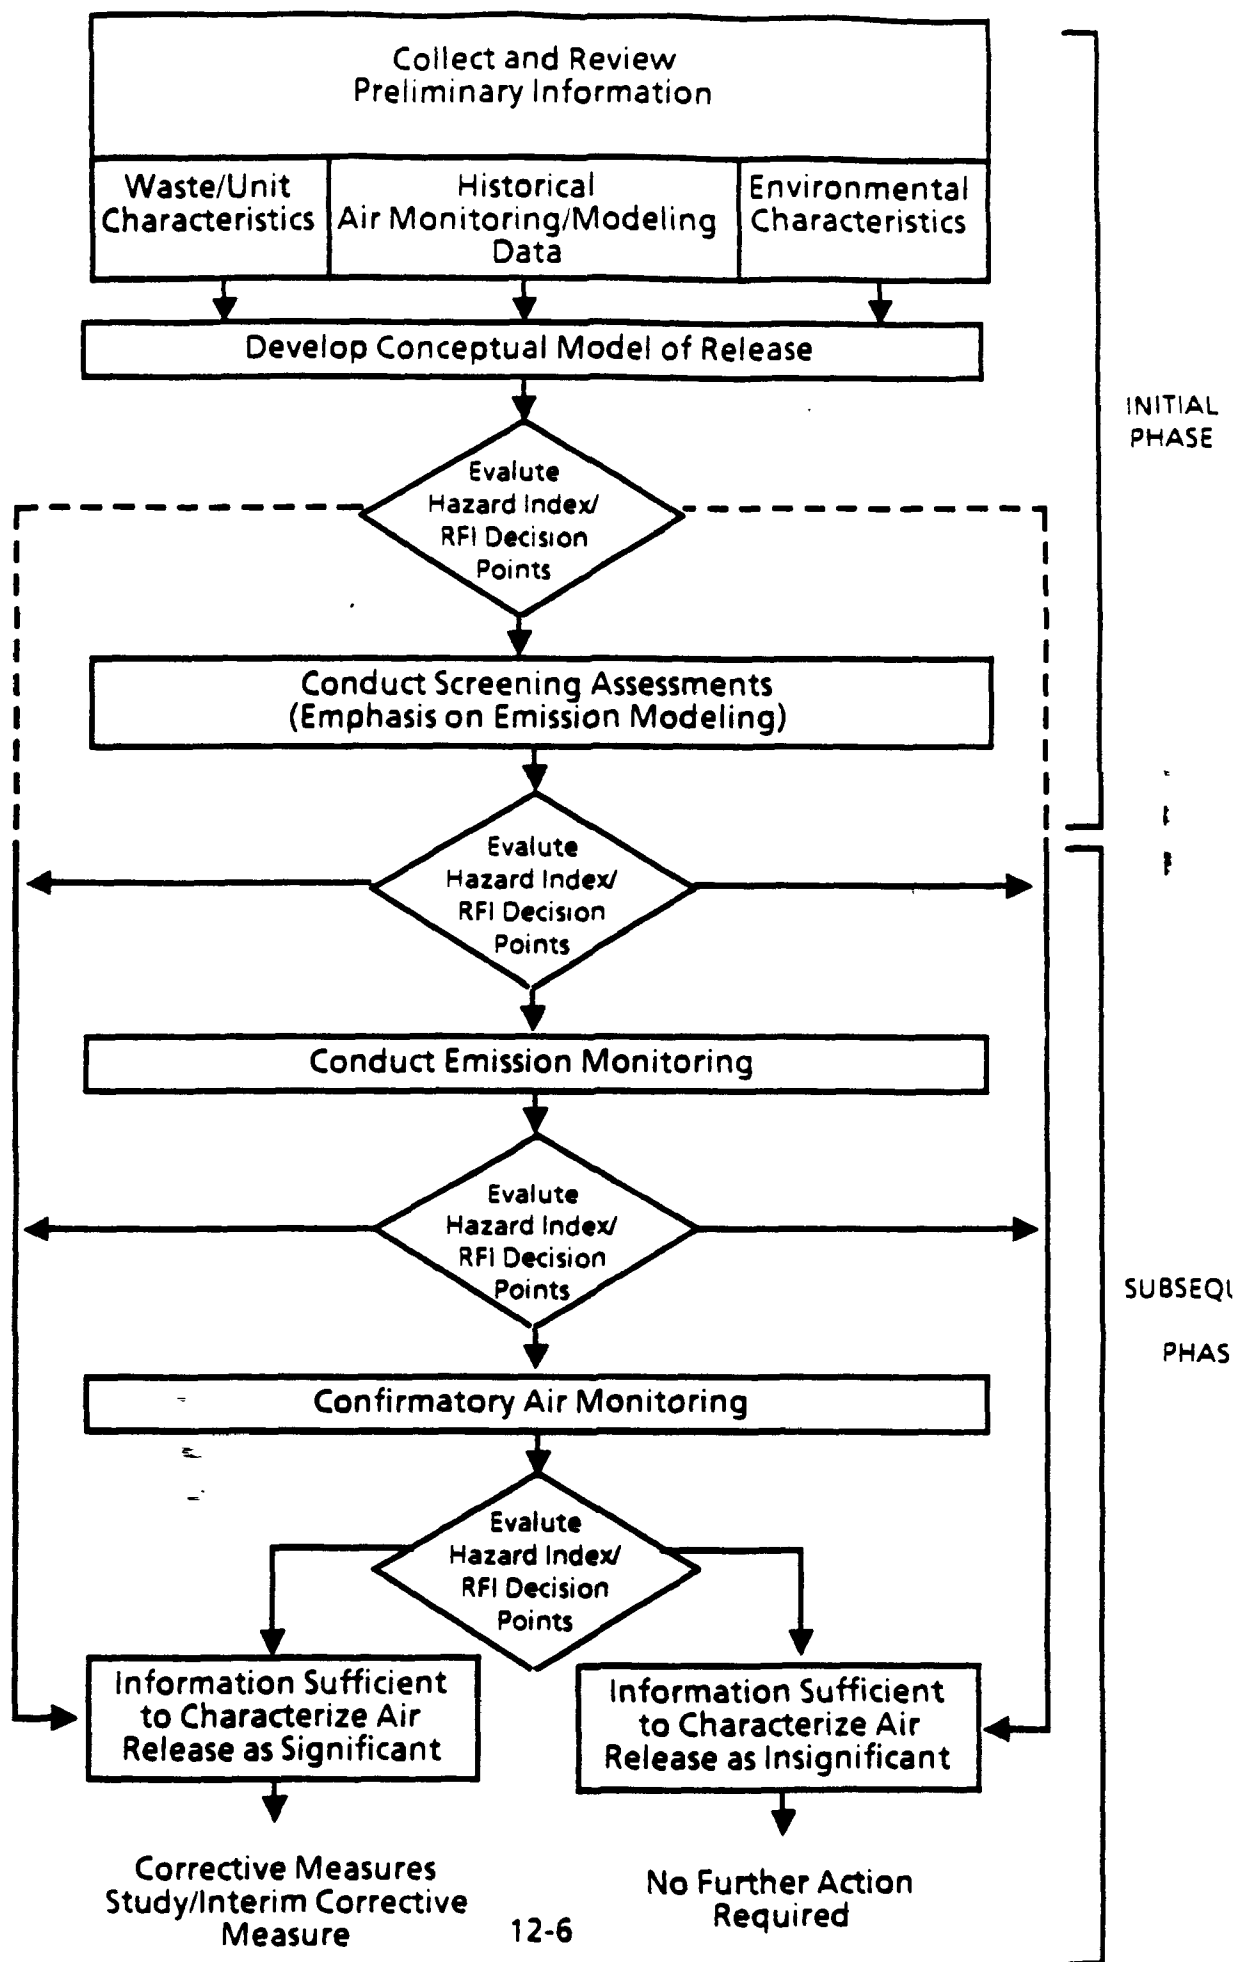 Collect and Review
Preliminary Information
Waste/Unit
Characteristics
Historical
Air Monitoring/Modeling
Data
Environmental
Characteristics
Develop Conceptual Model of Release
INITIAL
PHASE
Evalute
Hazard Index/
RFI Decision
Points
Conduct Screening Assessments
(Emphasis on Emission Modeling)
Evalute
Hazard Index/
RFI Decision
Points
Conduct Emission Monitoring
Evalute
Hazard Index/
RFI Decision
Points
SUBSEQU
PHAS
Confirmatory Air Monitoring
Evalute
Hazard Index/
RFI Decision
Points
Information Sufficient
to Characterize Air
Release as Significant
Information Sufficient
to Characterize Air
Release as Insignificant
Corrective Measures
Study/Interim Corrective
Measure
No Further Action
Required
12-6